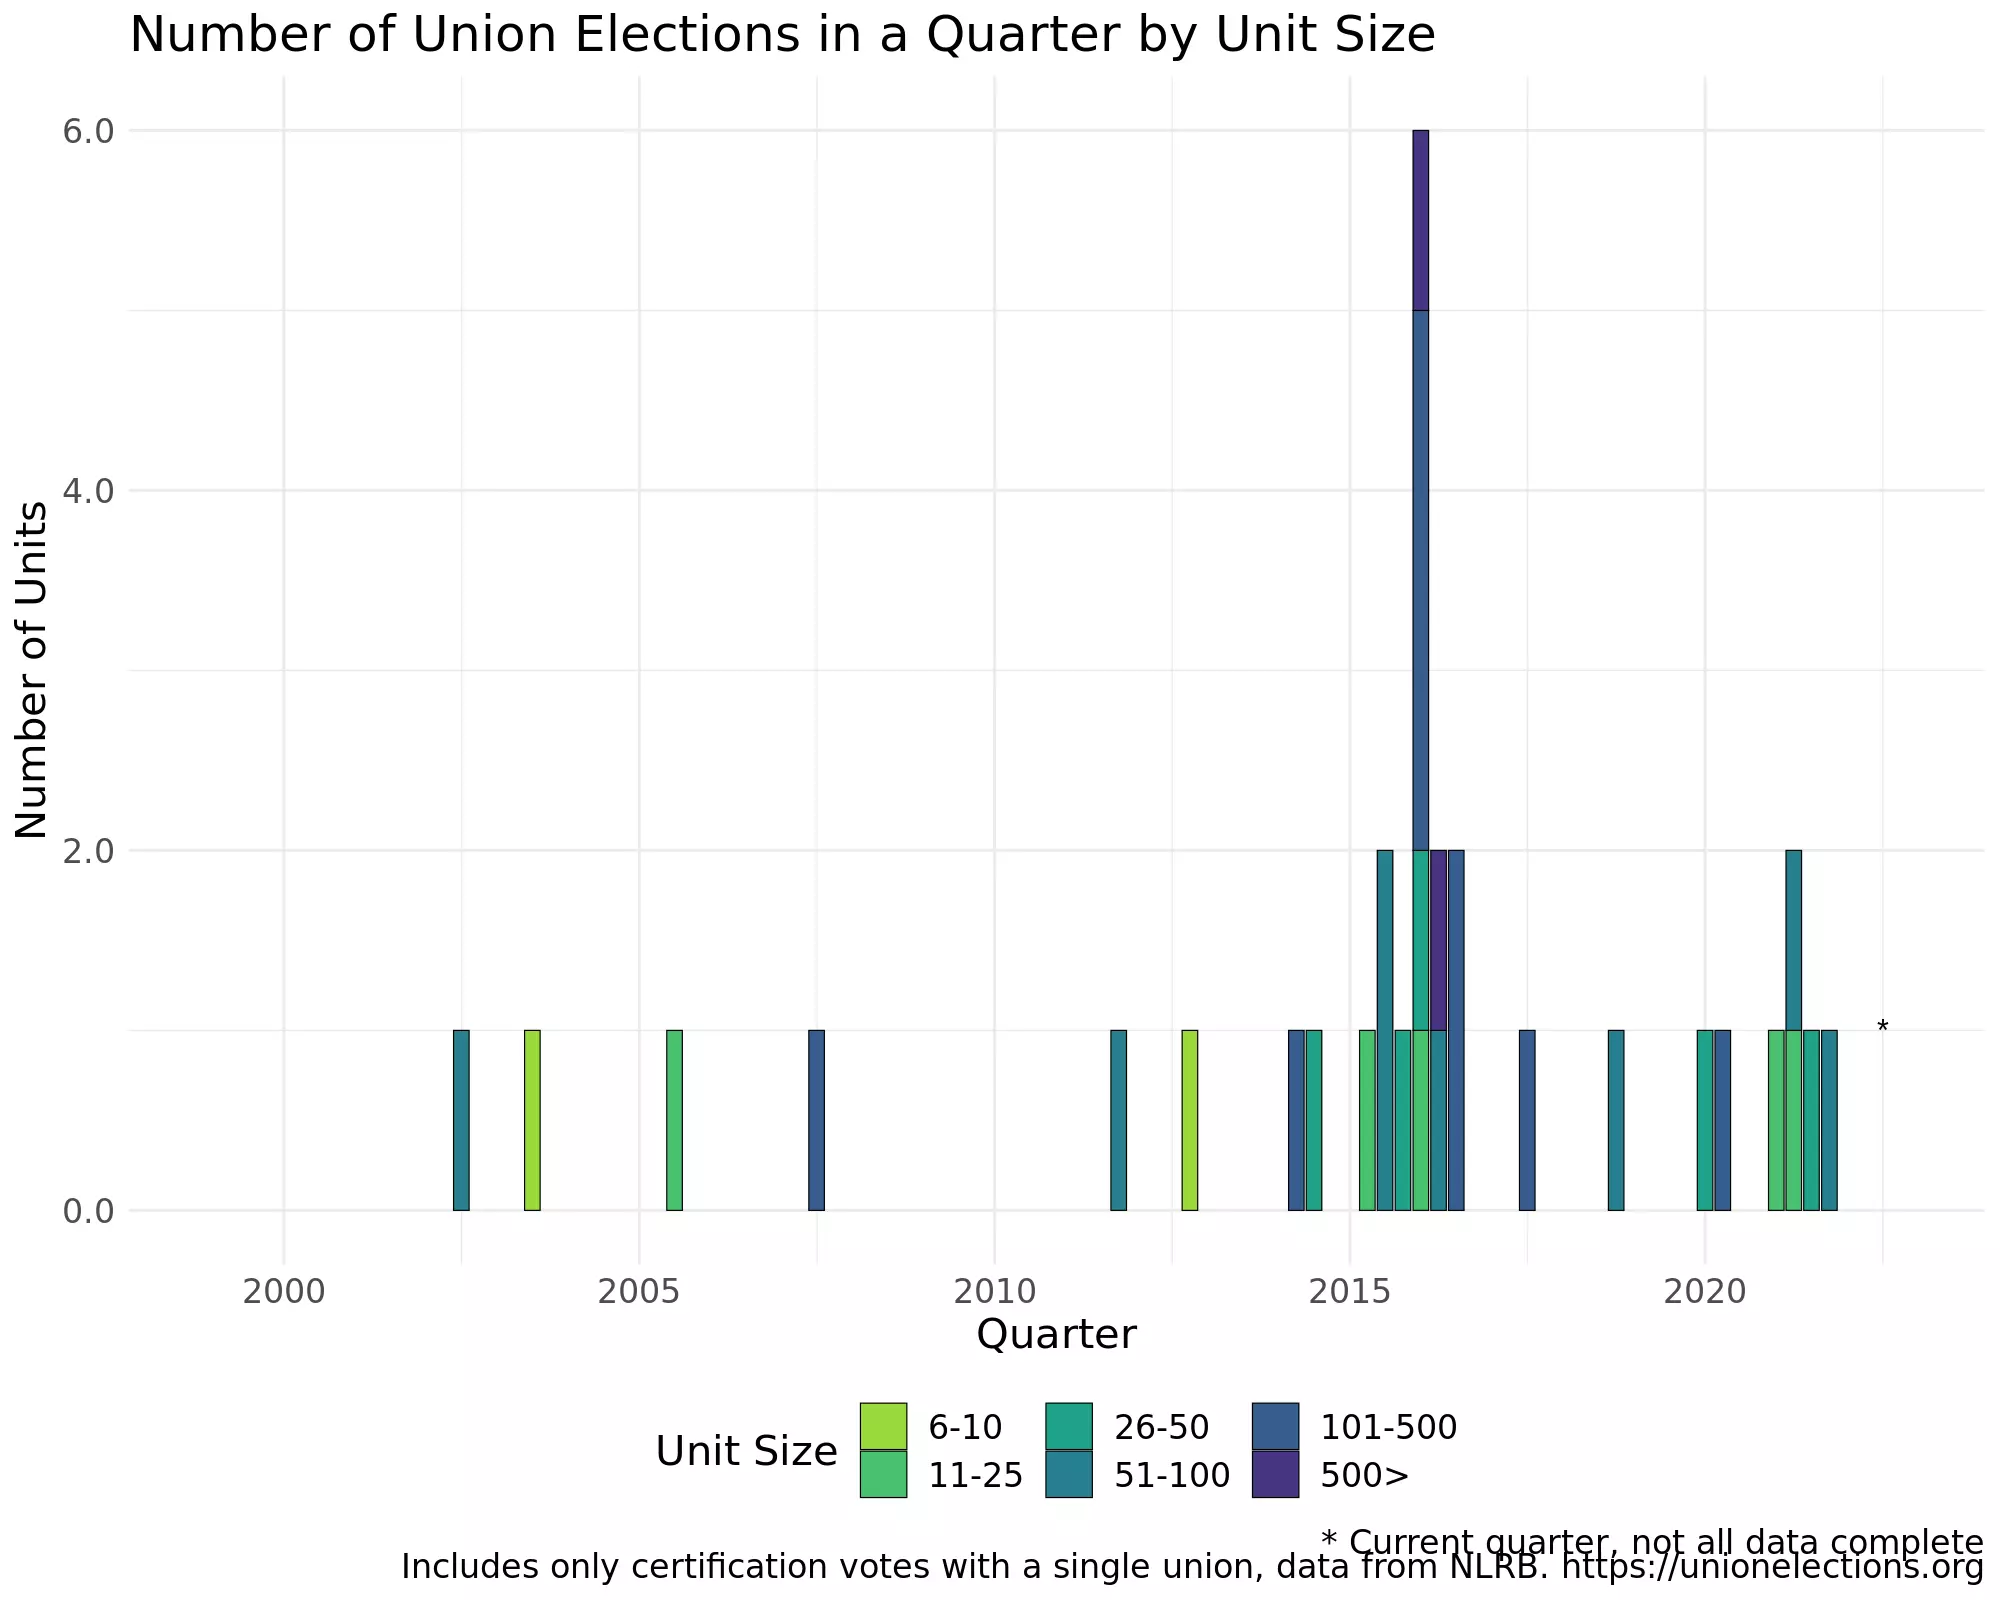 Number of Union Elections in a Quarter by Unit Size
Number of Units
6.0
4.0
2.0
0.0
*
2000 2005 2010 2015 2020
Quarter
Unit Size
6-10 26-50 101-500
11-25 51-100 500>
* Current quarter, not all data complete
Includes only certification votes with a single union, data from NLRB. https://unionelections.org